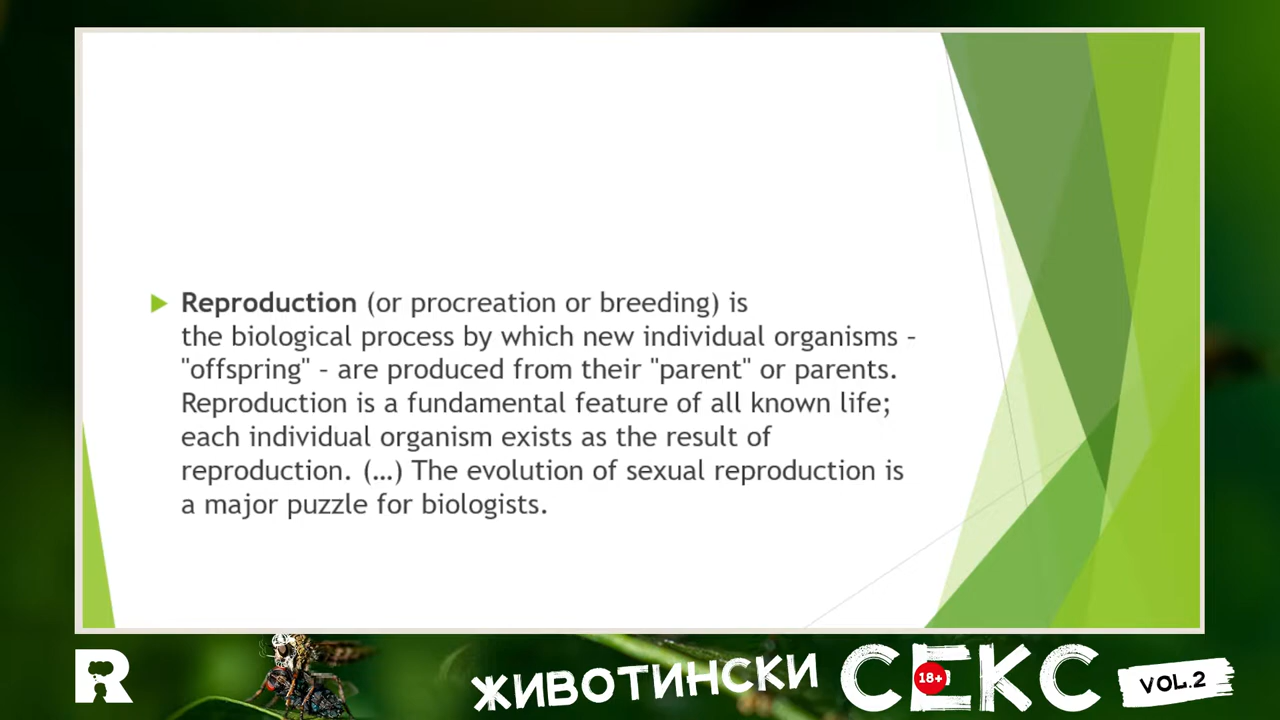 Reproduction (or procreation or breeding) is
the biological process by which new individual organisms –
"offspring" – are produced from their "parent" or parents.
Reproduction is a fundamental feature of all known life;
each individual organism exists as the result of
reproduction. (…) The evolution of sexual reproduction is
a major puzzle for biologists.
R
ЖИВОТИНСКИ СЕКС VOL.2
18+